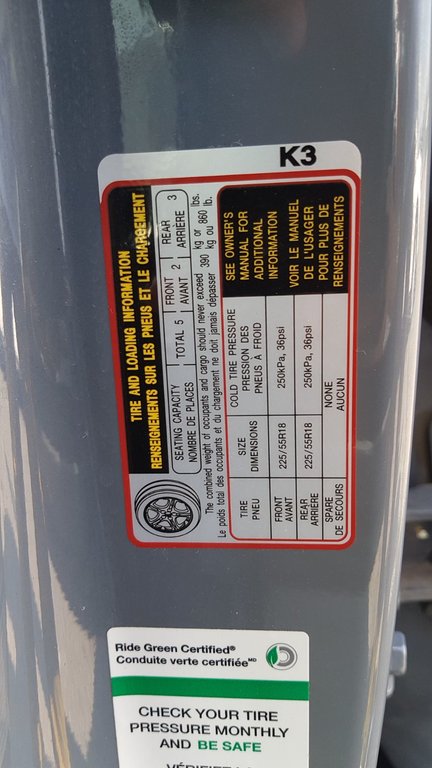 K3
TIRE AND LOADING INFORMATION
RENSEIGNEMENTS SUR LES PNEUS ET LE CHARGEMENT
SEATING CAPACITY TOTAL 5 FRONT 2 REAR 3
NOMBRE DE PLACES AVANT ARRIÈRE
The combined weight of occupants and cargo should never exceed 390 kg or 860 lbs.
Le poids total des occupants et du chargement ne doit jamais dépasser 390 kg ou 860 lb.
TIRE SIZE COLD TIRE PRESSURE
PNEU DIMENSIONS PRESSION DES
PNEUS À FROID
FRONT 225/55R18 250kPa, 36psi
AVANT
REAR 225/55R18 250kPa, 36psi
ARRIÈRE
SPARE NONE
DE SECOURS AUCUN
SEE OWNER'S
MANUAL FOR
ADDITIONAL
INFORMATION
VOIR LE MANUEL
DE L'USAGER
POUR PLUS DE
RENSEIGNEMENTS
Ride Green Certified®
Conduite verte certifiée MD
CHECK YOUR TIRE
PRESSURE MONTHLY
AND BE SAFE